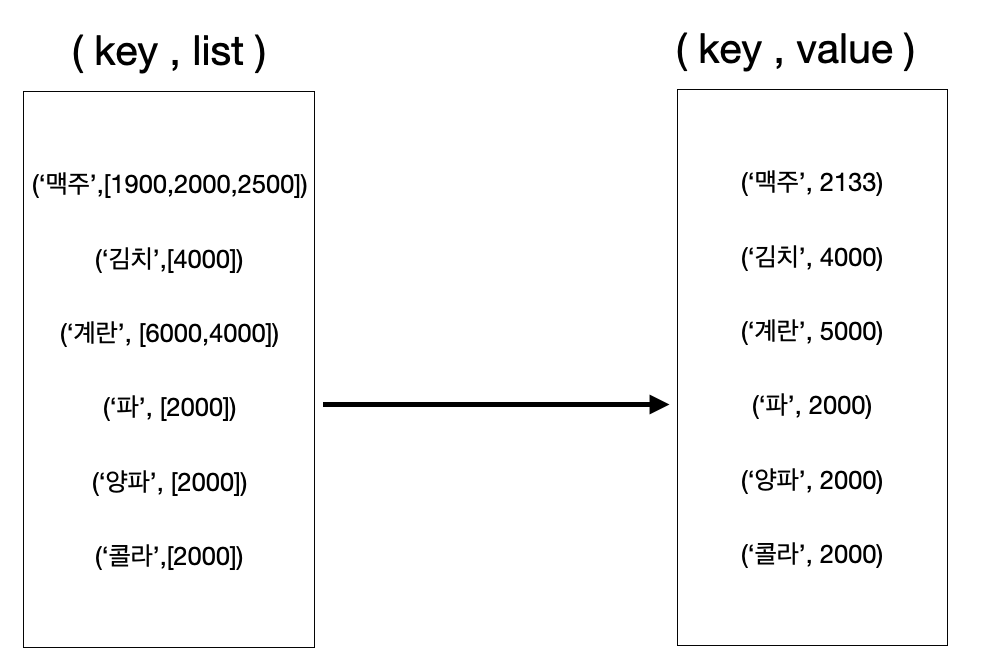 ( key , list )
(‘맥주’,[1900,2000,2500])
(‘김치’,[4000])
(‘계란’, [6000,4000])
(‘파’, [2000])
(‘양파’, [2000])
(‘콜라’,[2000])
( key , value )
(‘맥주’, 2133)
(‘김치’, 4000)
(‘계란’, 5000)
(‘파’, 2000)
(‘양파’, 2000)
(‘콜라’, 2000)